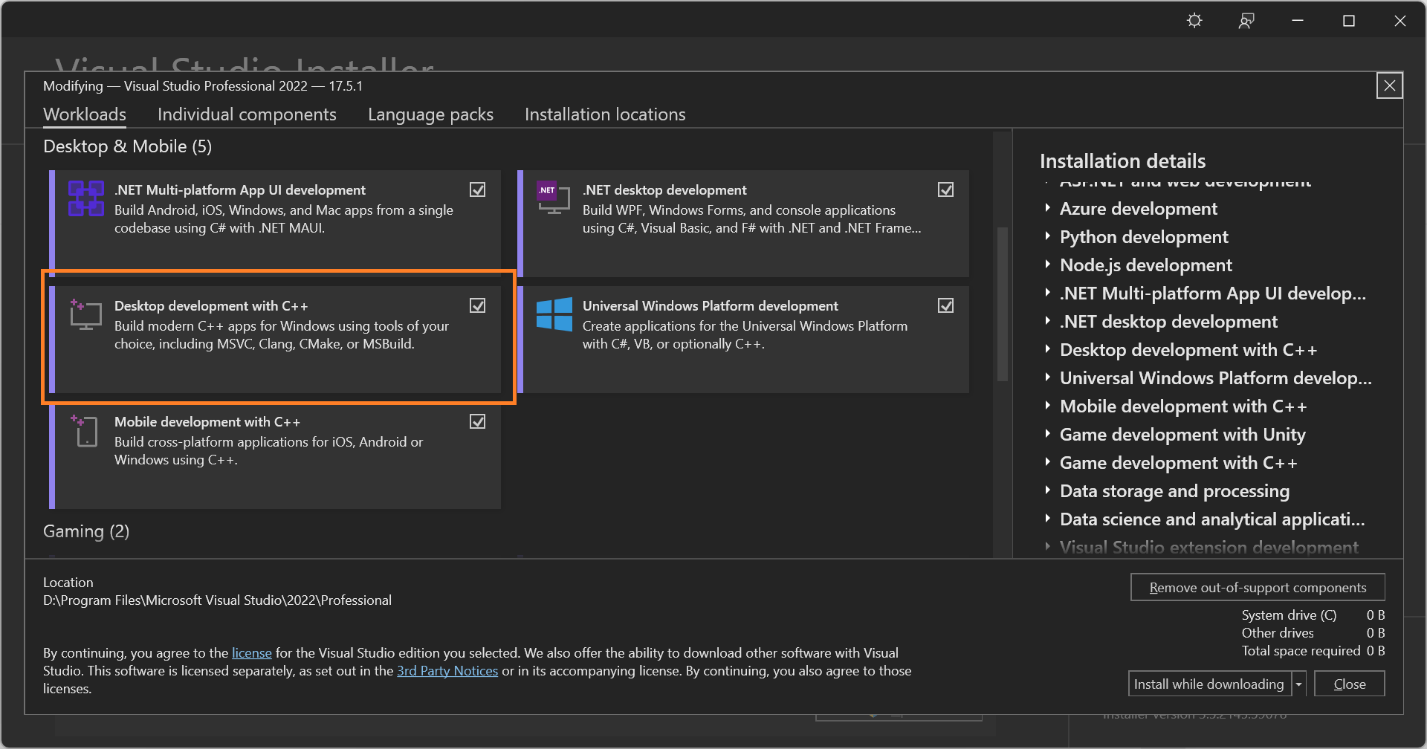 Visual Studio Installer
Modifying — Visual Studio Professional 2022 — 17.5.1
Workloads
Individual components
Language packs
Installation locations
Desktop & Mobile (5)
.NET Multi-platform App UI development
Build Android, iOS, Windows, and Mac apps from a single
codebase using C# with .NET MAUI.
.NET
.NET desktop development
Build WPF, Windows Forms, and console applications
using C#, Visual Basic, and F# with .NET and .NET Frame...
Desktop development with C++
Build modern C++ apps for Windows using tools of your
choice, including MSVC, Clang, CMake, or MSBuild.
Universal Windows Platform development
Create applications for the Universal Windows Platform
with C#, VB, or optionally C++.
Mobile development with C++
Build cross-platform applications for iOS, Android or
Windows using C++.
Gaming (2)
Installation details
ASP.NET and web development
Azure development
Python development
Node.js development
.NET Multi-platform App UI develop...
.NET desktop development
Desktop development with C++
Universal Windows Platform develop...
Mobile development with C++
Game development with Unity
Game development with C++
Data storage and processing
Data science and analytical applicati...
Visual Studio extension development
Location
D:\Program Files\Microsoft Visual Studio\2022\Professional
By continuing, you agree to the license for the Visual Studio edition you selected. We also offer the ability to download other software with Visual
Studio. This software is licensed separately, as set out in the 3rd Party Notices or in its accompanying license. By continuing, you also agree to those
licenses.
Remove out-of-support components
System drive (C) 0 B
Other drives 0 B
Total space required 0 B
Install while downloading
Close
Installer version